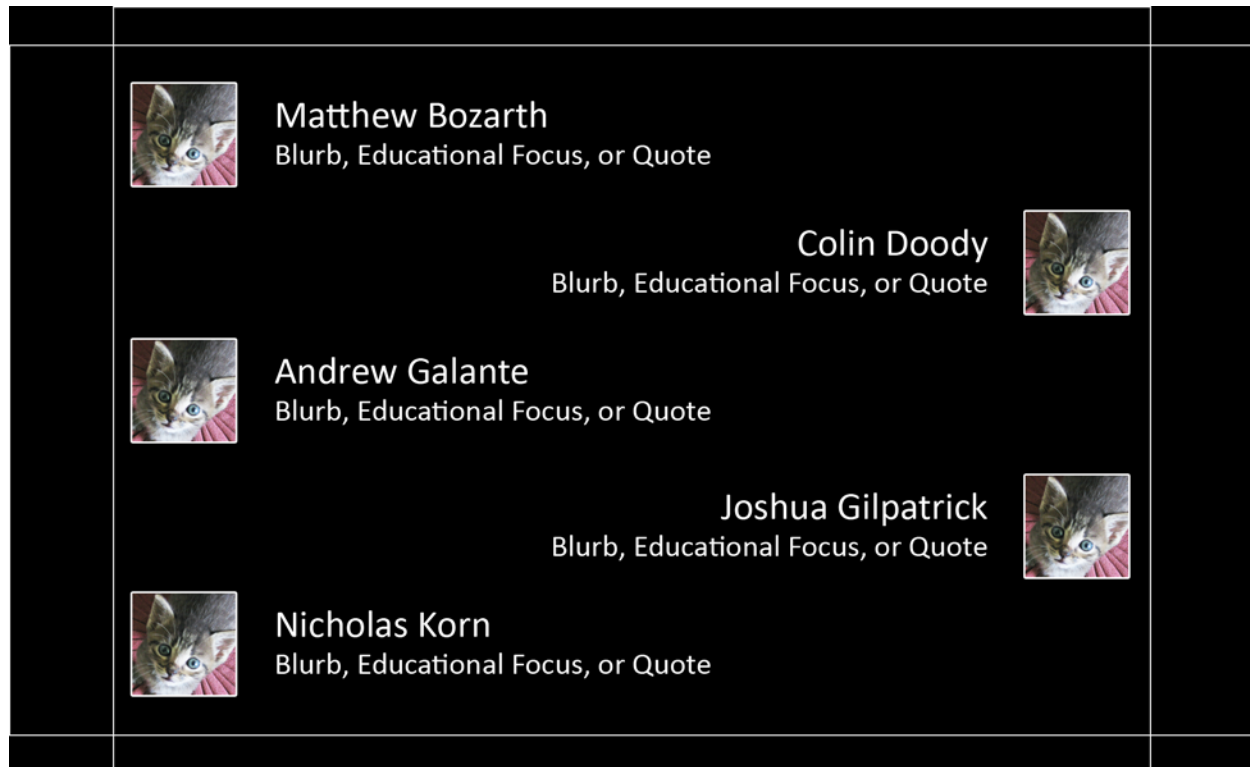 Matthew Bozarth
Blurb, Educational Focus, or Quote
Colin Doody
Blurb, Educational Focus, or Quote
Andrew Galante
Blurb, Educational Focus, or Quote
Joshua Gilpatrick
Blurb, Educational Focus, or Quote
Nicholas Korn
Blurb, Educational Focus, or Quote